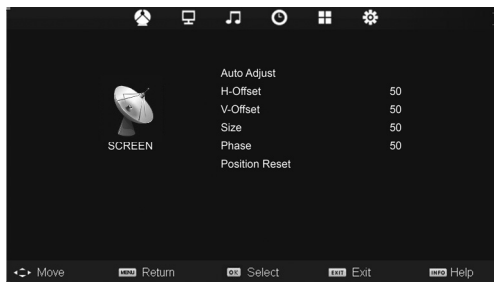 Auto Adjust
H-Offset 50
V-Offset 50
Size 50
SCREEN
Phase 50
Position Reset
Move MENU Return OK Select EXIT Exit INFO Help